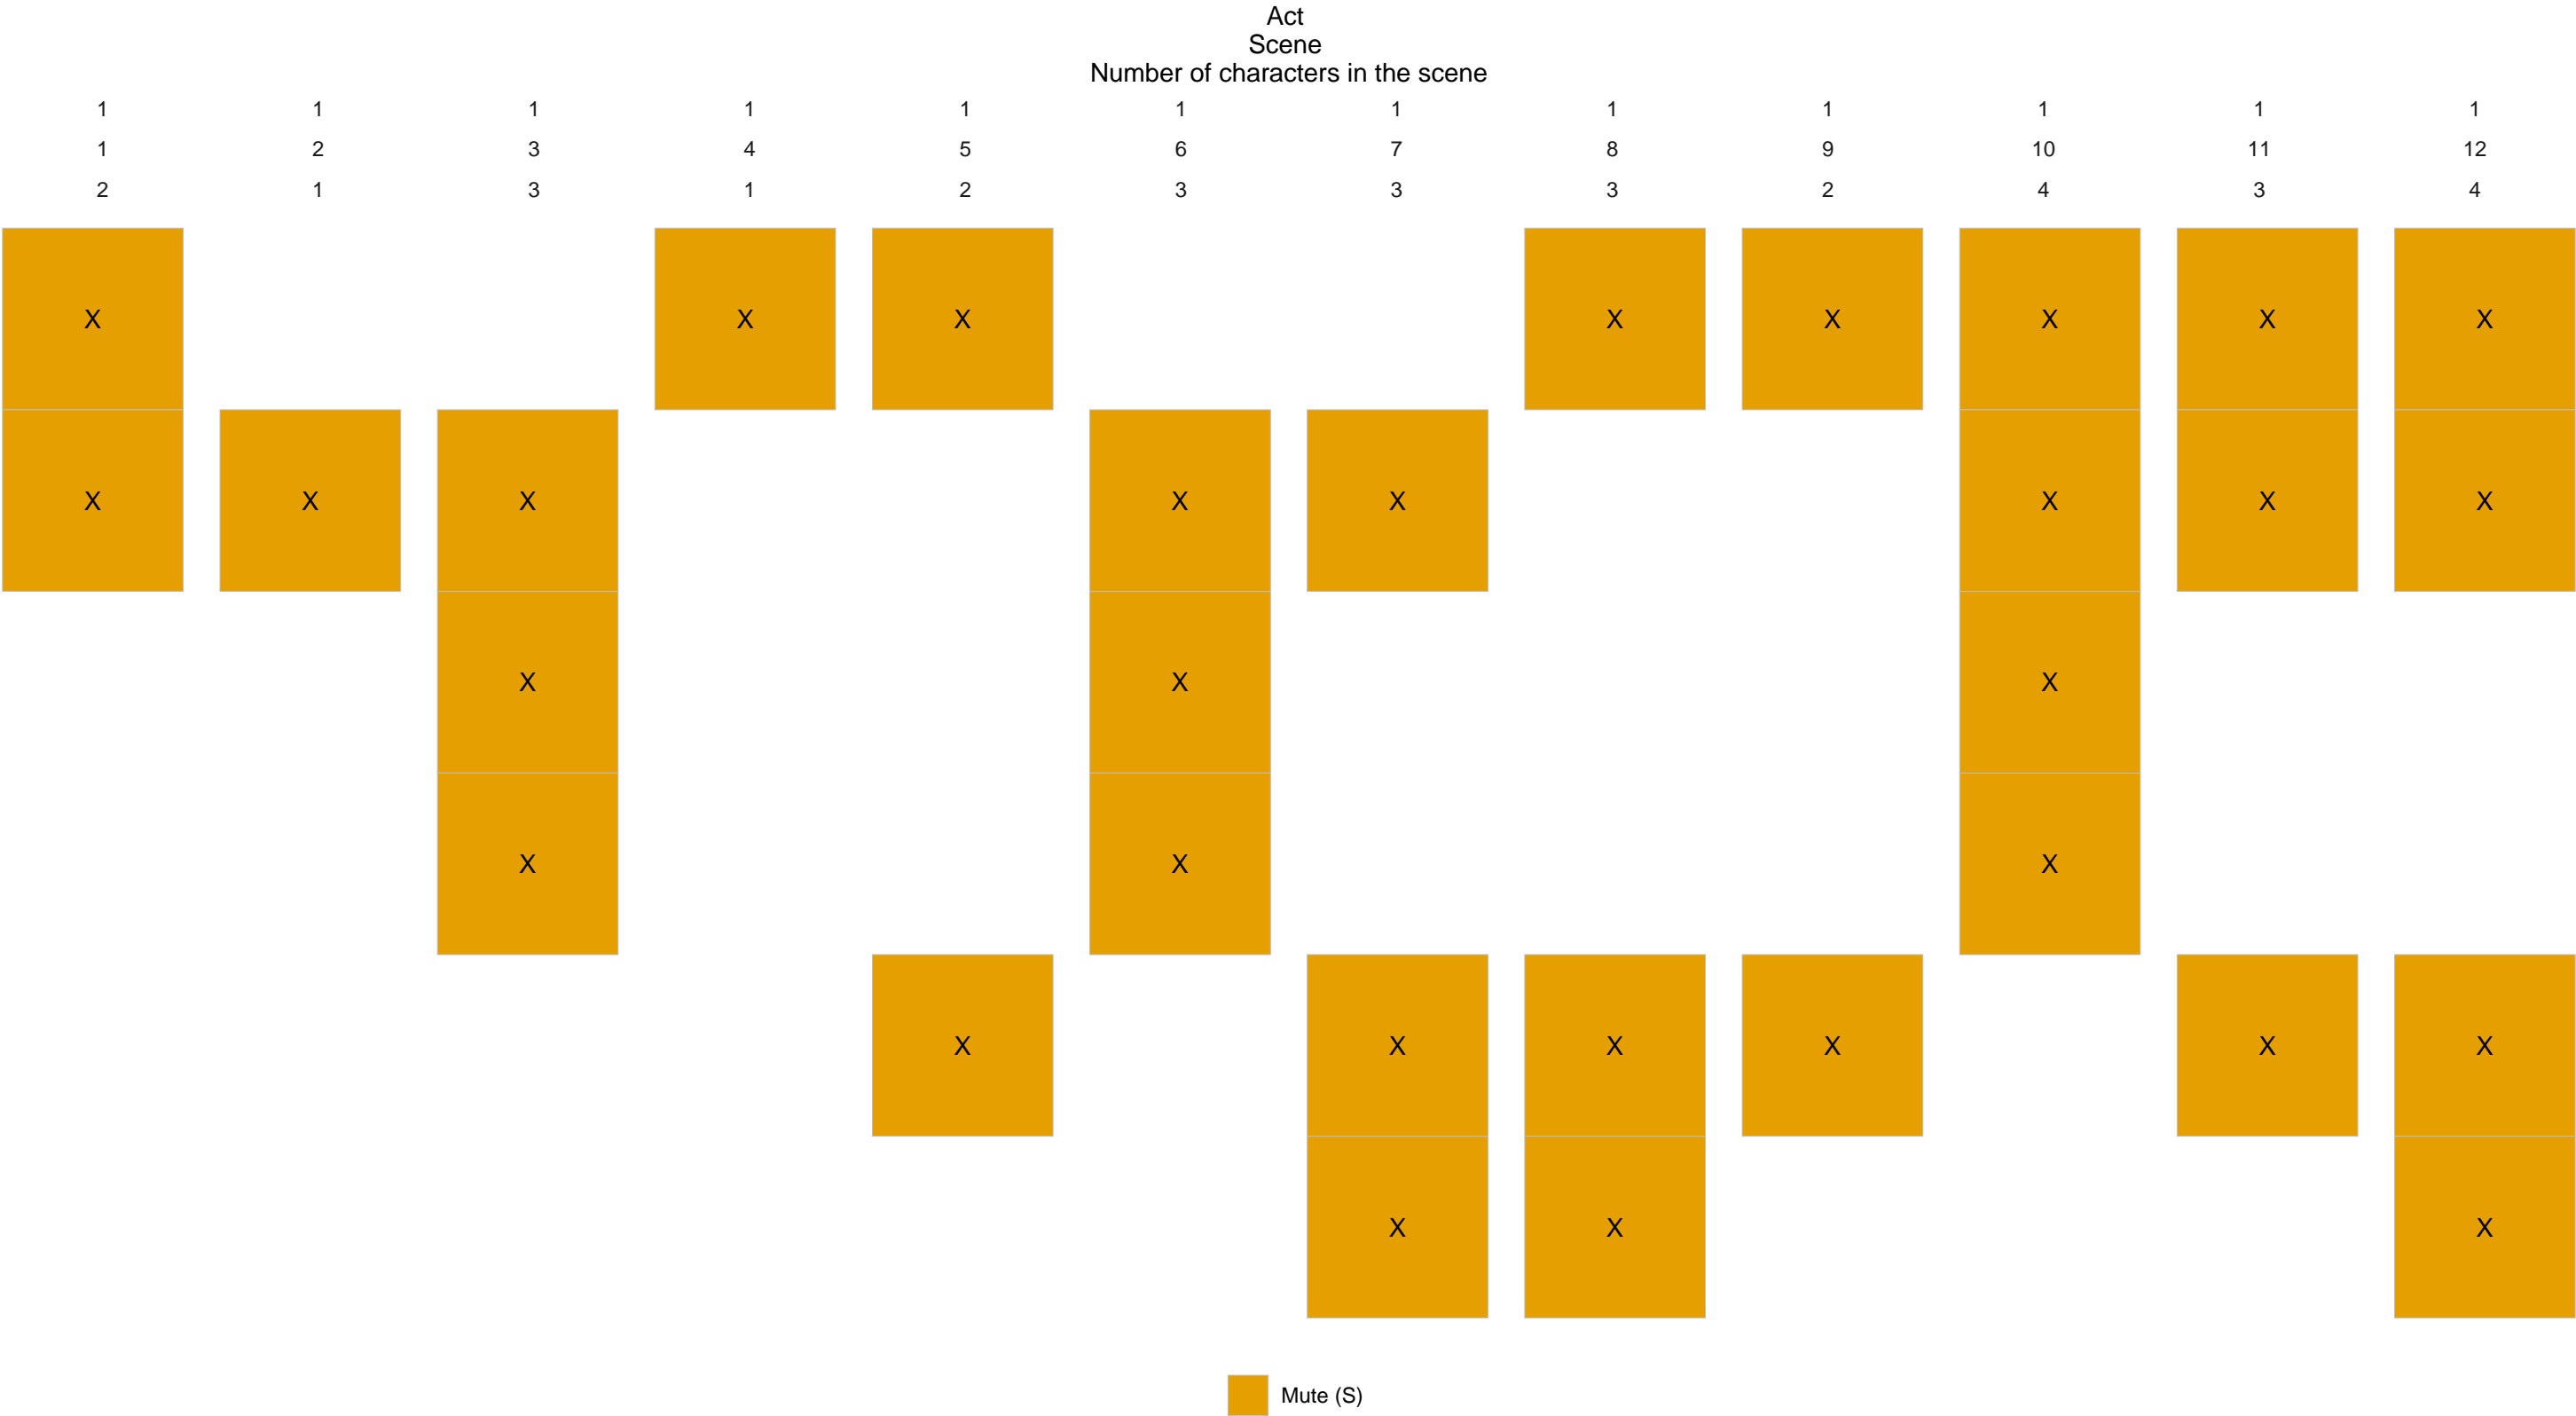 Act
Scene
Number of characters in the scene
1 1 1 1 1 1 1 1 1 1 1 1
1 2 3 4 5 6 7 8 9 10 11 12
2 1 3 1 2 3 3 3 2 4 3 4
X X X X X X X X
X X X X X X X X
X X X
X X X
X X X X X X
X X X
Mute (S)